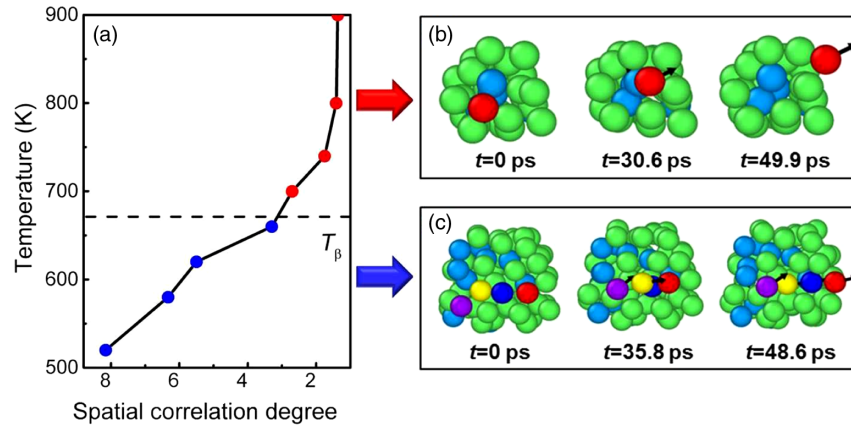 (a)
900
800
700
600
500
Temperature (K)
Tβ
8 6 4 2
Spatial correlation degree
(b)
t=0 ps t=30.6 ps t=49.9 ps
(c)
t=0 ps t=35.8 ps t=48.6 ps